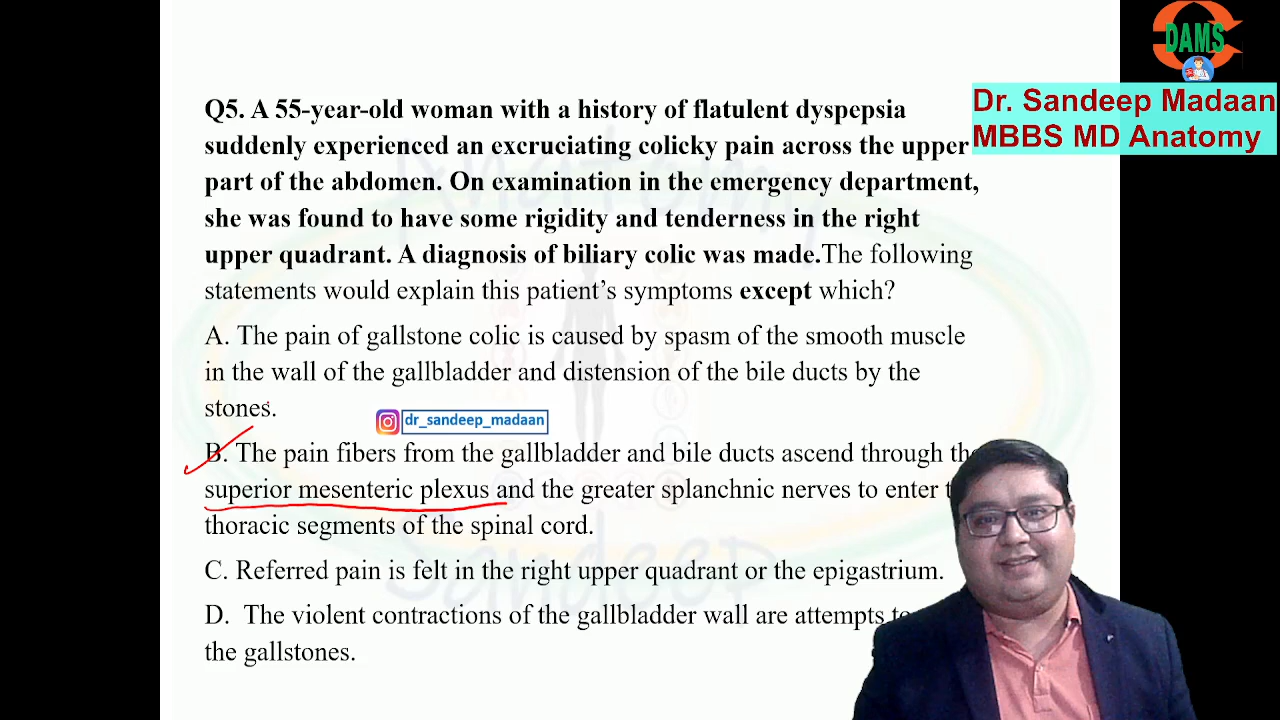 DAMS
Dr. Sandeep Madaan
MBBS MD Anatomy
Q5. A 55-year-old woman with a history of flatulent dyspepsia
suddenly experienced an excruciating colicky pain across the upper
part of the abdomen. On examination in the emergency department,
she was found to have some rigidity and tenderness in the right
upper quadrant. A diagnosis of biliary colic was made.The following
statements would explain this patient’s symptoms except which?
A. The pain of gallstone colic is caused by spasm of the smooth muscle
in the wall of the gallbladder and distension of the bile ducts by the
stones.
dr_sandeep_madaan
B. The pain fibers from the gallbladder and bile ducts ascend through
superior mesenteric plexus and the greater splanchnic nerves to enter
thoracic segments of the spinal cord.
C. Referred pain is felt in the right upper quadrant or the epigastrium.
D. The violent contractions of the gallbladder wall are attempts to
the gallstones.
Anatomy
Sandeep